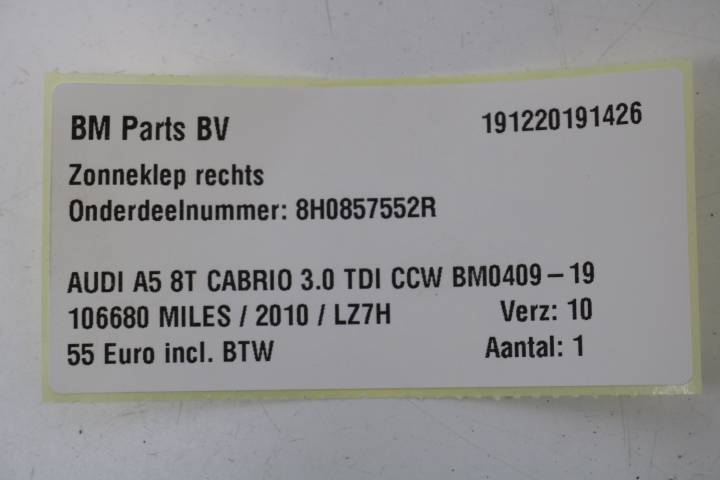 BM Parts BV 191220191426
Zonneklep rechts
Onderdeelnummer: 8H0857552R
AUDI A5 8T CABRIO 3.0 TDI CCW BM0409-19
106680 MILES / 2010 / LZ7H Verz: 10
55 Euro incl. BTW Aantal: 1